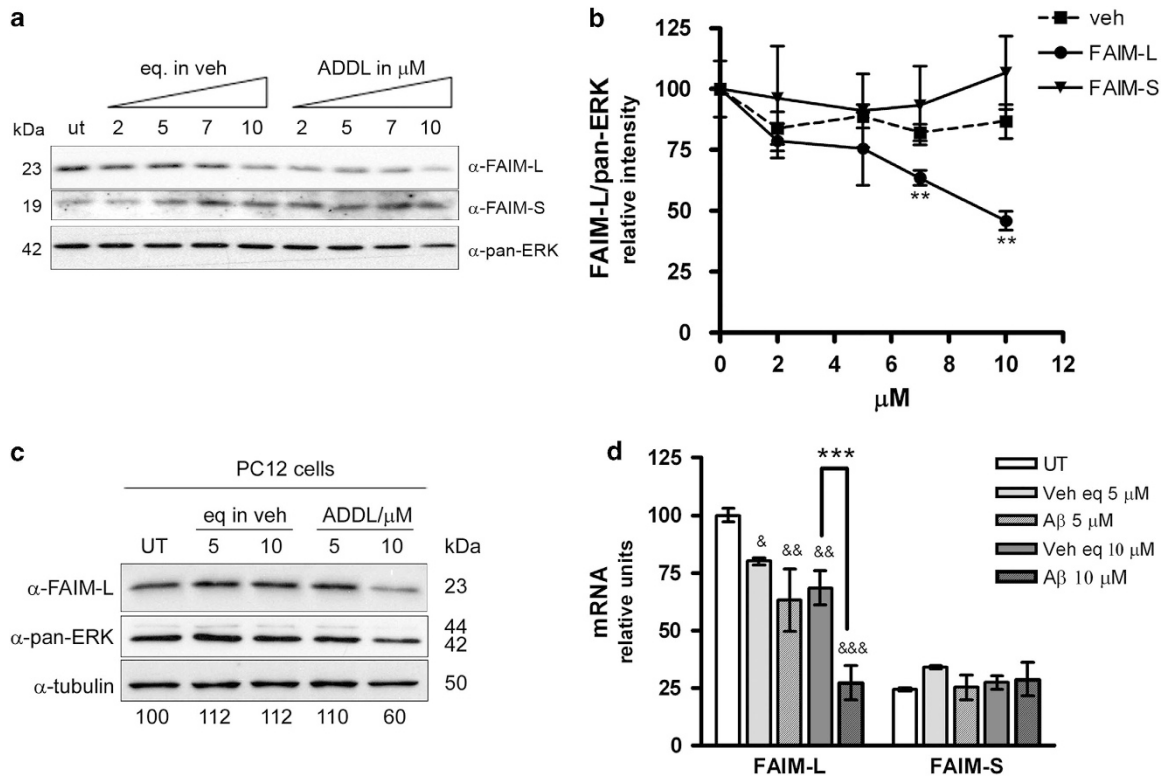 a
eq. in veh
ADDL in μM
kDa ut 2 5 7 10 2 5 7 10
23 α-FAIM-L
19 α-FAIM-S
42 α-pan-ERK
b
veh
FAIM-L
FAIM-S
FAIM-L/pan-ERK
relative intensity
125
100
75
50
25
0
**
**
0 2 4 6 8 10 12
μM
c
PC12 cells
eq in veh ADDL/μM
UT 5 10 5 10 kDa
α-FAIM-L 23
α-pan-ERK 44
42
α-tubulin 50
100 112 112 110 60
d
mRNA
relative units
125
100
75
50
25
0
***
& && && &&&
UT
Veh eq 5 μM
Aβ 5 μM
Veh eq 10 μM
Aβ 10 μM
FAIM-L FAIM-S